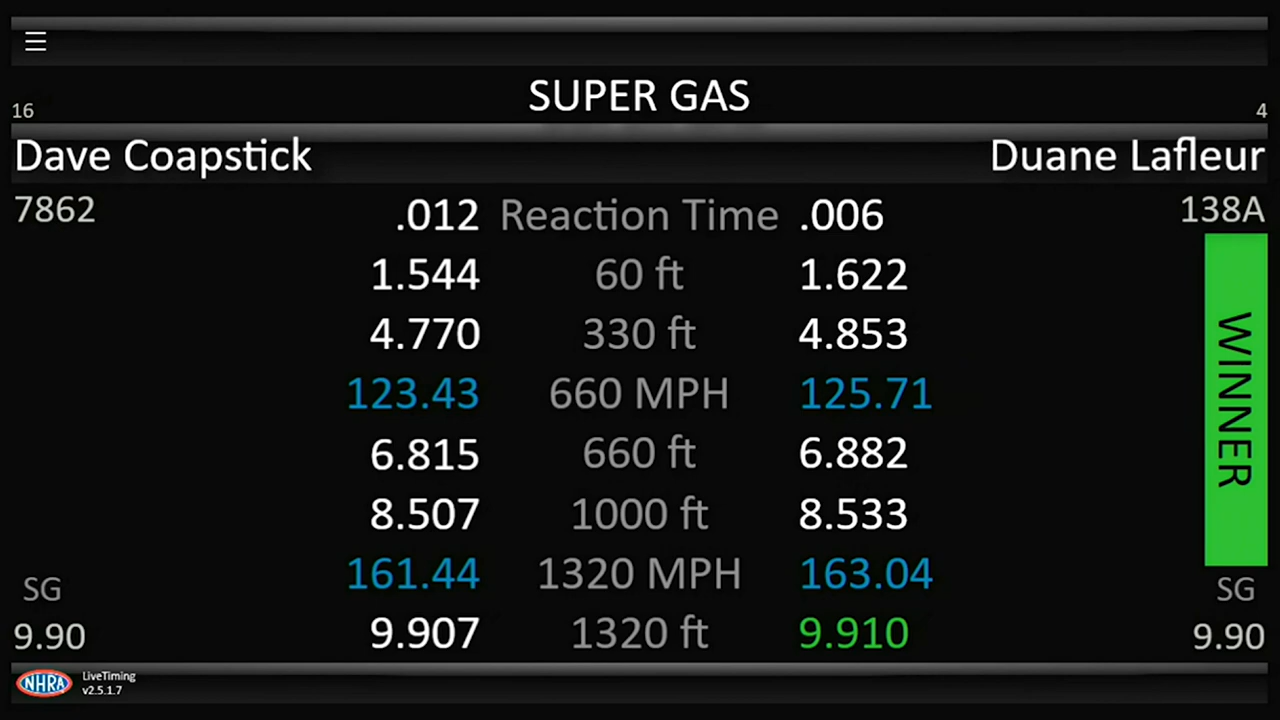 ☰
SUPER GAS
16 4
Dave Coapstick Duane Lafleur
7862 138A
.012 Reaction Time .006
1.544 60 ft 1.622
4.770 330 ft 4.853
123.43 660 MPH 125.71
6.815 660 ft 6.882
8.507 1000 ft 8.533
161.44 1320 MPH 163.04
9.907 1320 ft 9.910
WINNER
SG SG
9.90 9.90
NHRA LiveTiming
v2.5.1.7